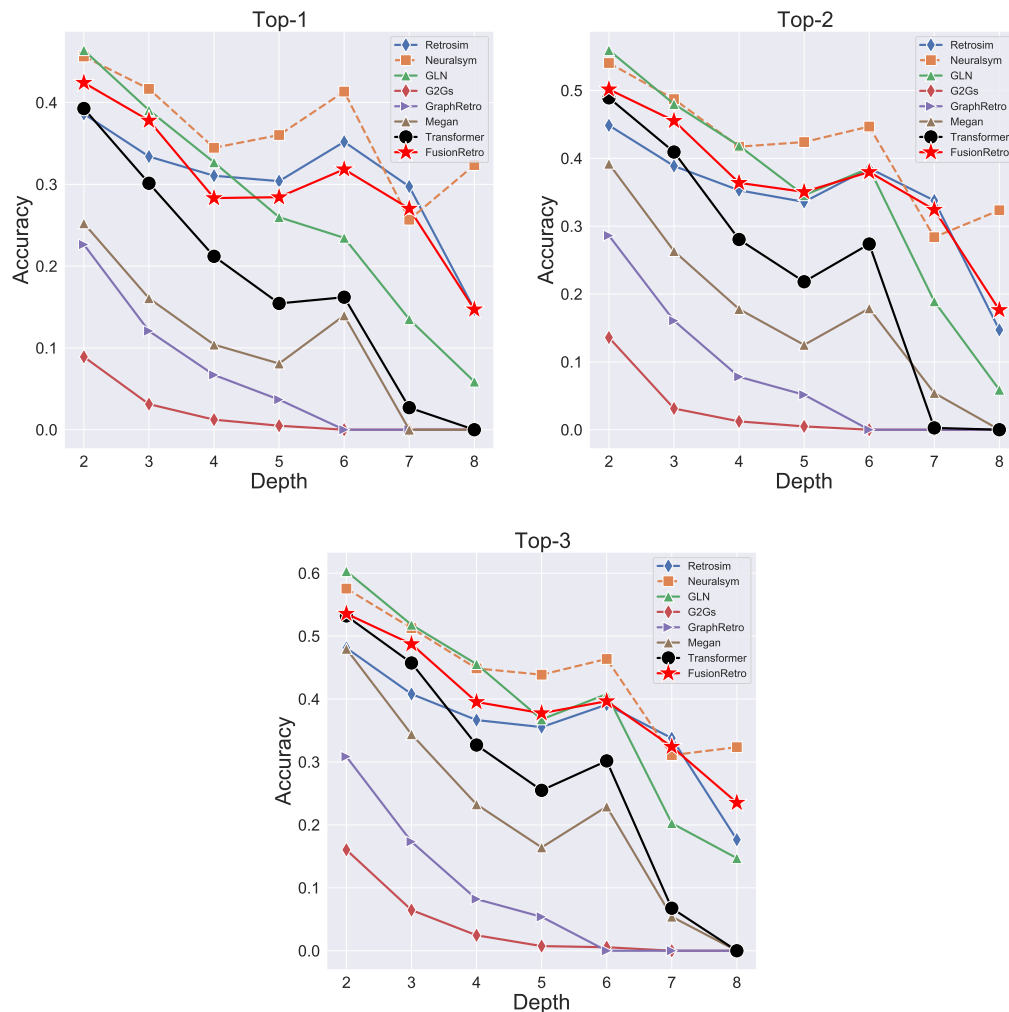 Top-1
Accuracy
0.4
0.3
0.2
0.1
0.0
2 3 4 5 6 7 8
Depth
Retrosim
Neuralsym
GLN
G2Gs
GraphRetro
Megan
Transformer
FusionRetro
Top-2
Accuracy
0.5
0.4
0.3
0.2
0.1
0.0
2 3 4 5 6 7 8
Depth
Retrosim
Neuralsym
GLN
G2Gs
GraphRetro
Megan
Transformer
FusionRetro
Top-3
Accuracy
0.6
0.5
0.4
0.3
0.2
0.1
0.0
2 3 4 5 6 7 8
Depth
Retrosim
Neuralsym
GLN
G2Gs
GraphRetro
Megan
Transformer
FusionRetro